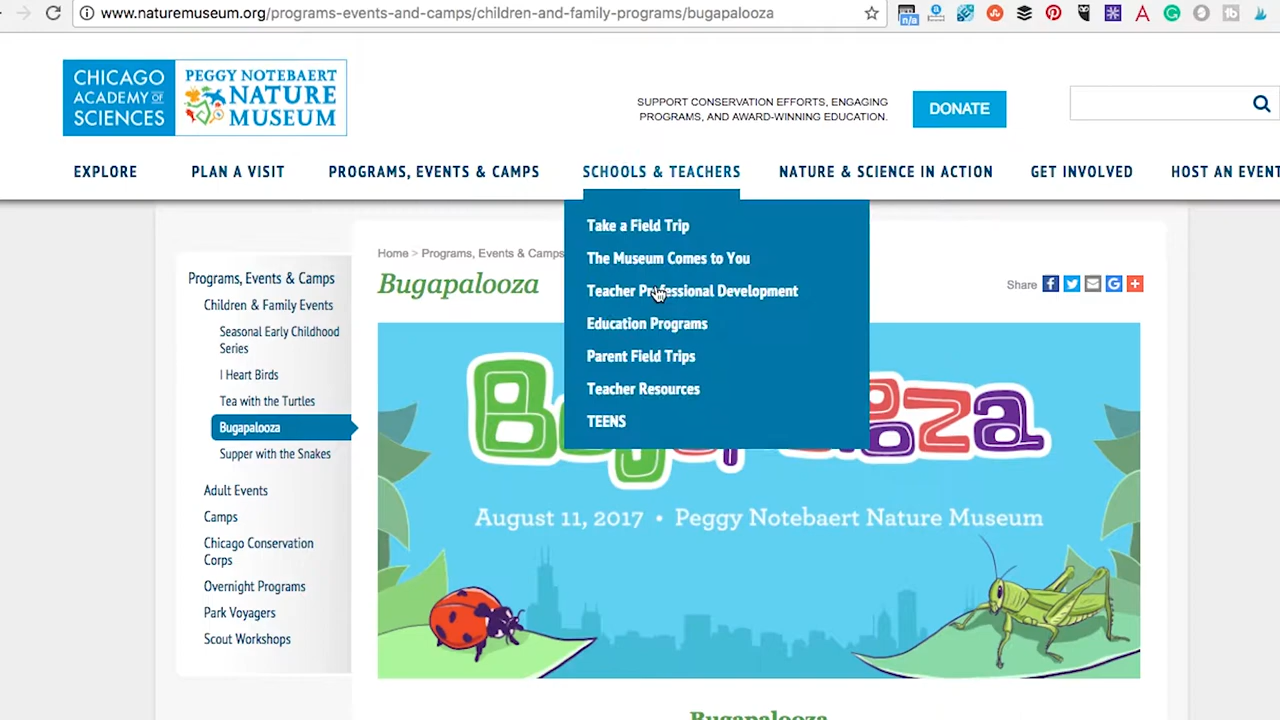 www.naturemuseum.org/programs-events-and-camps/children-and-family-programs/bugapalooza
n/a
CHICAGO
ACADEMY OF
SCIENCES
PEGGY NOTEBAERT
NATURE
MUSEUM
SUPPORT CONSERVATION EFFORTS, ENGAGING
PROGRAMS, AND AWARD-WINNING EDUCATION.
DONATE
EXPLORE
PLAN A VISIT
PROGRAMS, EVENTS & CAMPS
SCHOOLS & TEACHERS
NATURE & SCIENCE IN ACTION
GET INVOLVED
HOST AN EVENT
Take a Field Trip
The Museum Comes to You
Teacher Professional Development
Education Programs
Parent Field Trips
Teacher Resources
TEENS
Programs, Events & Camps
Children & Family Events
Seasonal Early Childhood
Series
I Heart Birds
Tea with the Turtles
Bugapalooza
Supper with the Snakes
Adult Events
Camps
Chicago Conservation
Corps
Overnight Programs
Park Voyagers
Scout Workshops
Home > Programs, Events & Camps
Bugapalooza
Share
Bugapalooza
August 11, 2017 • Peggy Notebaert Nature Museum
Bugapalooza